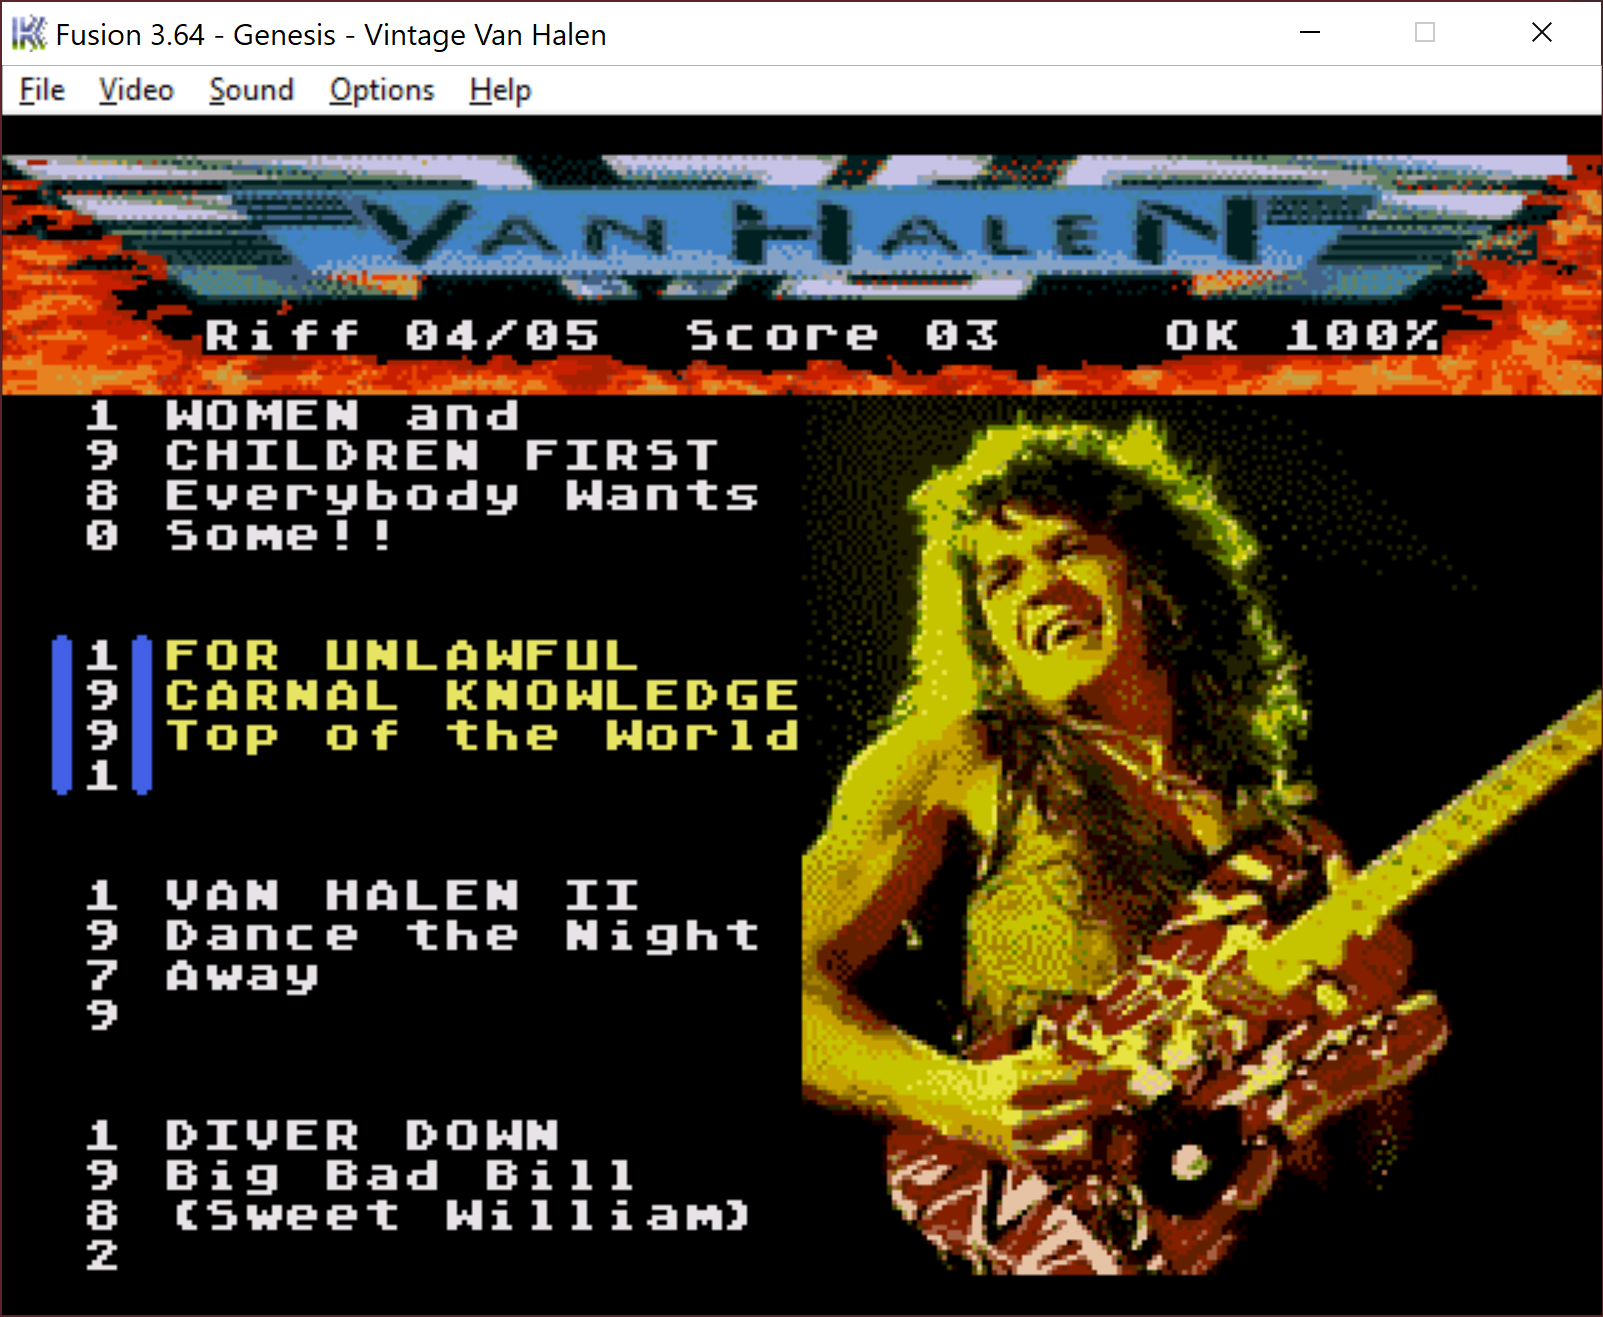 Fusion 3.64 - Genesis - Vintage Van Halen
File Video Sound Options Help
VAN HALEN
Riff 04/05 Score 03 OK 100%
1 WOMEN and
9 CHILDREN FIRST
8 Everybody Wants
0 Some!!
1 FOR UNLAWFUL
9 CARNAL KNOWLEDGE
9 Top of the World
1
1 VAN HALEN II
9 Dance the Night
7 Away
9
1 DIVER DOWN
9 Big Bad Bill
8 (Sweet William)
2